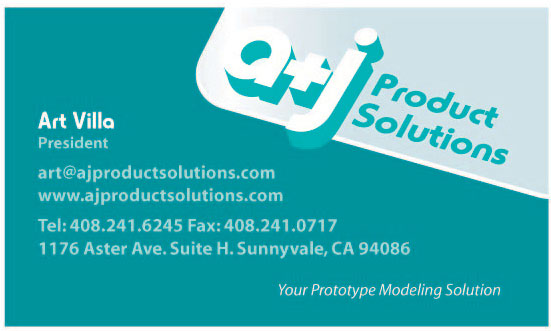 a+j
Product
Solutions
Art Villa
President
art@ajproductsolutions.com
www.ajproductsolutions.com
Tel: 408.241.6245 Fax: 408.241.0717
1176 Aster Ave. Suite H. Sunnyvale, CA 94086
Your Prototype Modeling Solution